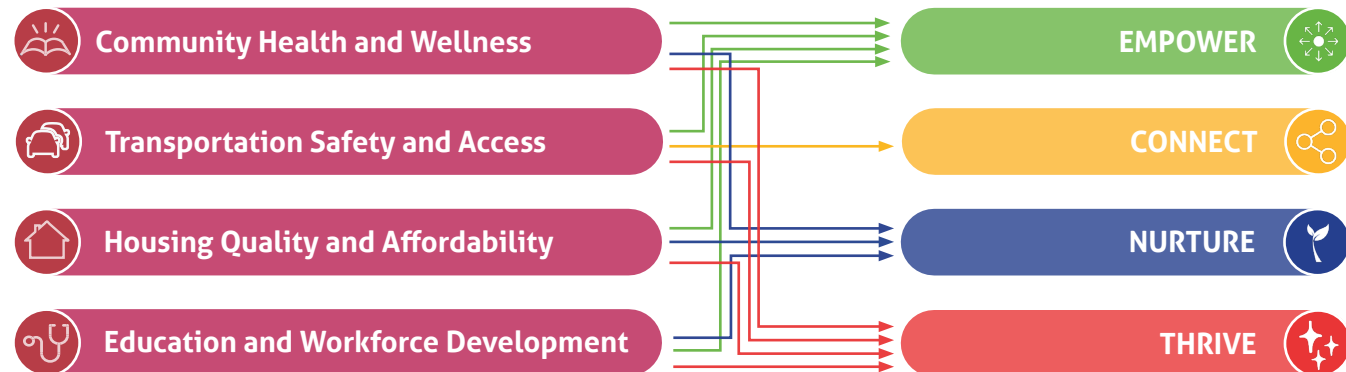 Community Health and Wellness
EMPOWER
Transportation Safety and Access
CONNECT
Housing Quality and Affordability
NURTURE
Education and Workforce Development
THRIVE